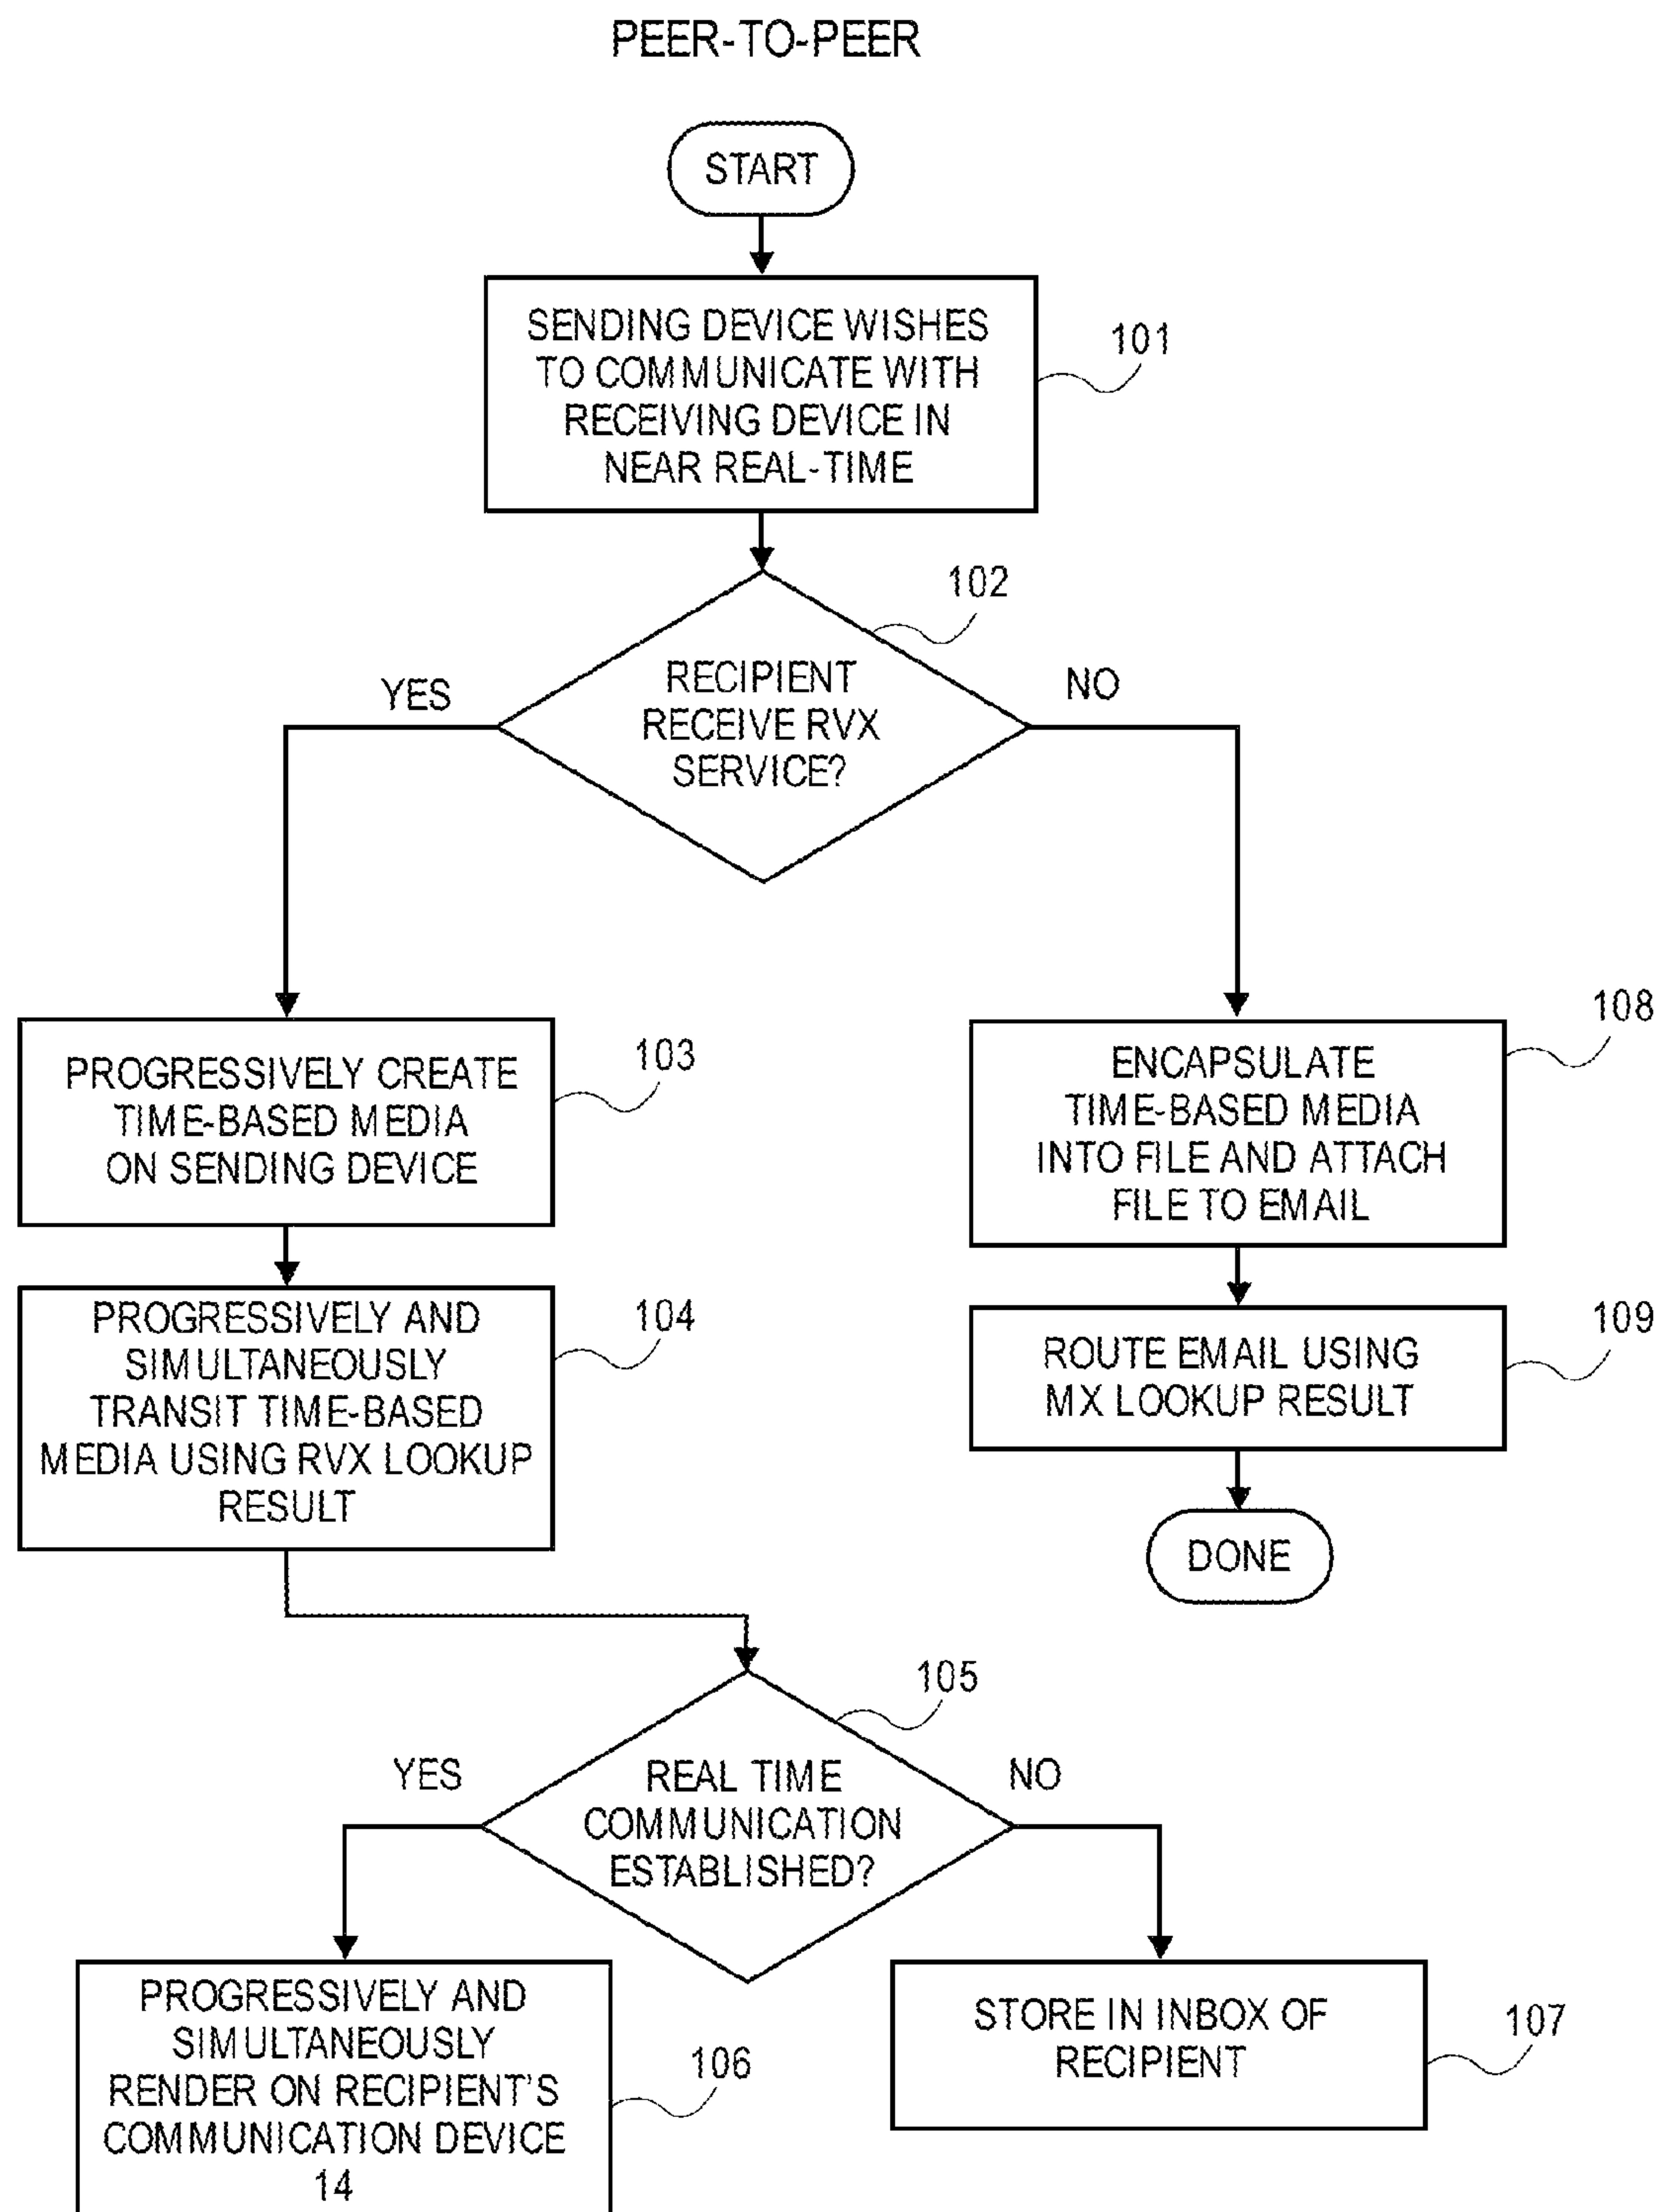 PEER-TO-PEER
START
SENDING DEVICE WISHES
TO COMMUNICATE WITH
RECEIVING DEVICE IN
NEAR REAL-TIME
101
102
RECIPIENT
RECEIVE RVX
SERVICE?
YES
NO
PROGRESSIVELY CREATE
TIME-BASED MEDIA
ON SENDING DEVICE
103
PROGRESSIVELY AND
SIMULTANEOUSLY
TRANSIT TIME-BASED
MEDIA USING RVX LOOKUP
RESULT
104
ENCAPSULATE
TIME-BASED MEDIA
INTO FILE AND ATTACH
FILE TO EMAIL
108
ROUTE EMAIL USING
MX LOOKUP RESULT
109
DONE
105
REAL TIME
COMMUNICATION
ESTABLISHED?
YES
NO
PROGRESSIVELY AND
SIMULTANEOUSLY
RENDER ON RECIPIENT'S
COMMUNICATION DEVICE
14
106
STORE IN INBOX OF
RECIPIENT
107